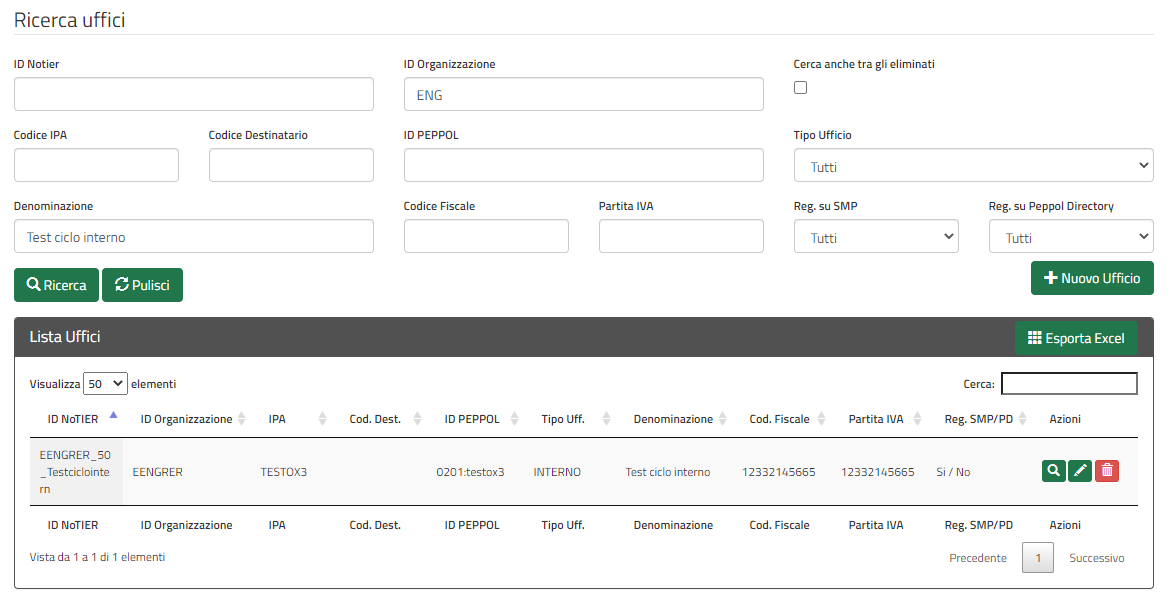 Ricerca uffici
ID Notier ID Organizzazione Cerca anche tra gli eliminati
ENG
Codice IPA Codice Destinatario ID PEPPOL Tipo Ufficio
Tutti
Denominazione Codice Fiscale Partita IVA Reg. su SMP Reg. su Peppol Directory
Test ciclo interno Tutti Tutti
Ricerca Pulisci Nuovo Ufficio
Lista Uffici Esporta Excel
Visualizza 50 elementi Cerca:
ID NoTIER ID Organizzazione IPA Cod. Dest. ID PEPPOL Tipo Uff. Denominazione Cod. Fiscale Partita IVA Reg. SMP/PD Azioni
EENGRER_50
_Testciclointe
rn
EENGRER TESTOX3 0201:testox3 INTERNO Test ciclo interno 12332145665 12332145665 Si / No
ID NoTIER ID Organizzazione IPA Cod. Dest. ID PEPPOL Tipo Uff. Denominazione Cod. Fiscale Partita IVA Reg. SMP/PD Azioni
Vista da 1 a 1 di 1 elementi Precedente 1 Successivo